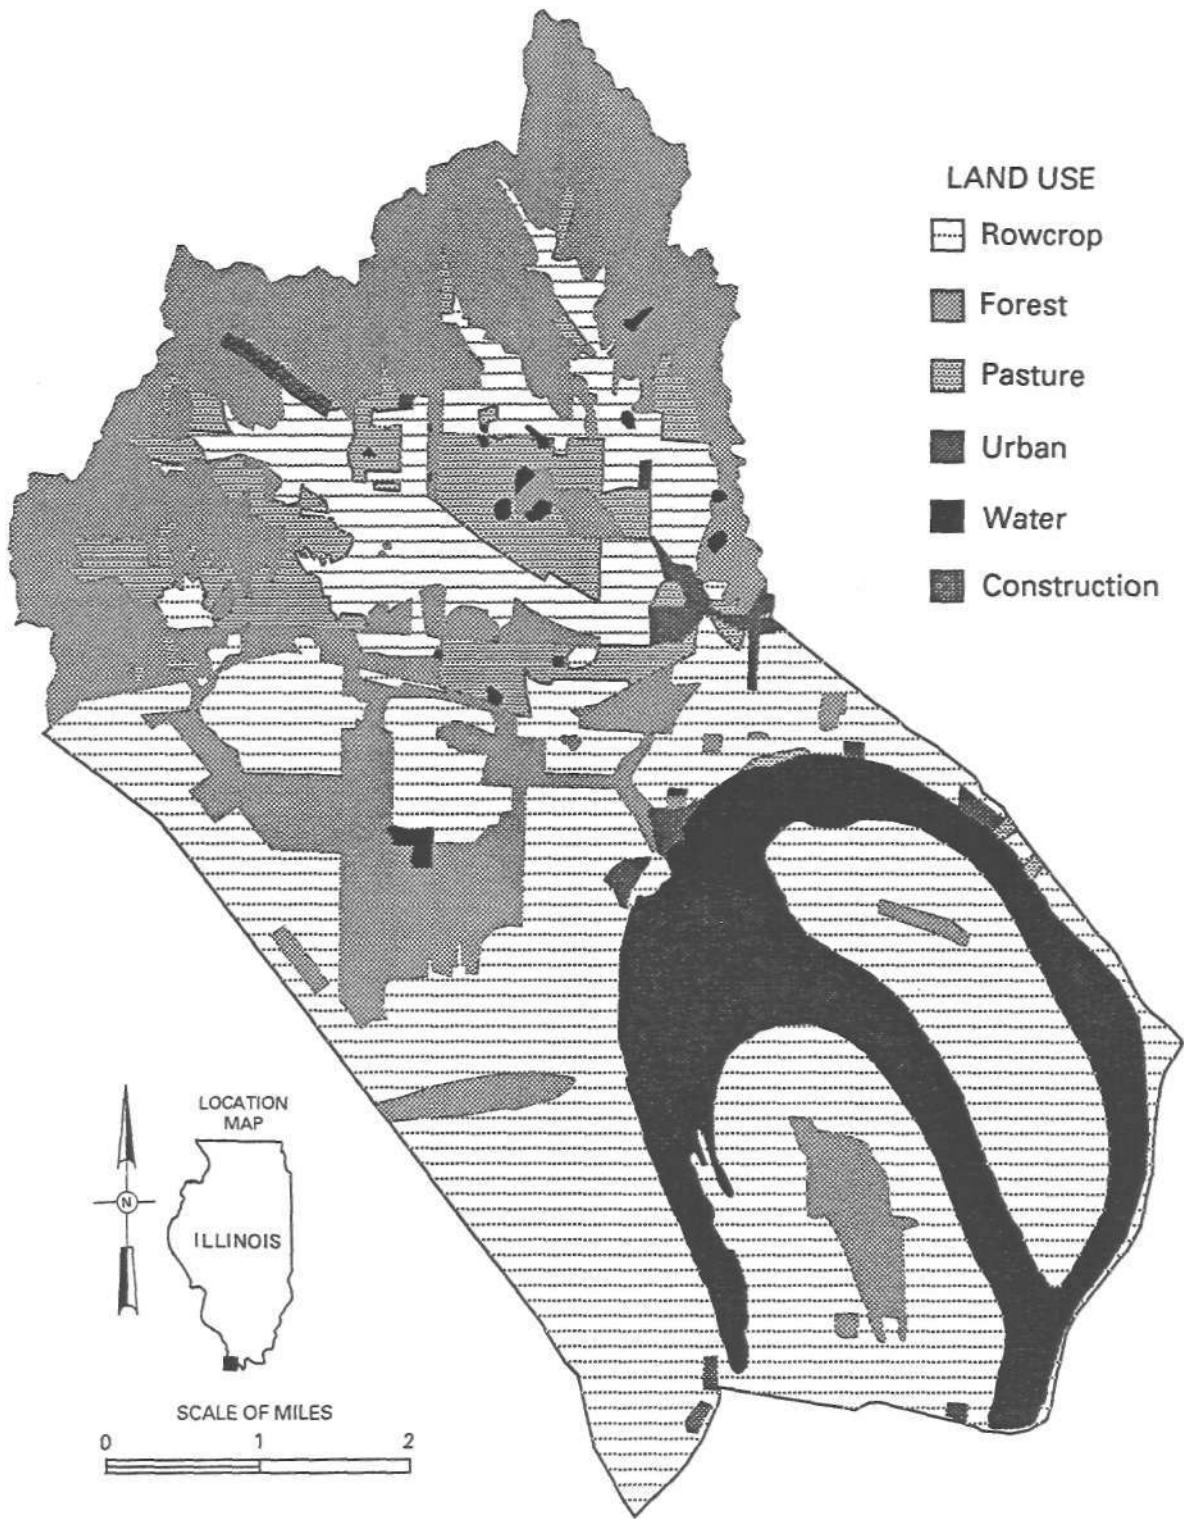 LAND USE
Rowcrop
Forest
Pasture
Urban
Water
Construction
LOCATION
MAP
N
ILLINOIS
SCALE OF MILES
0 1 2